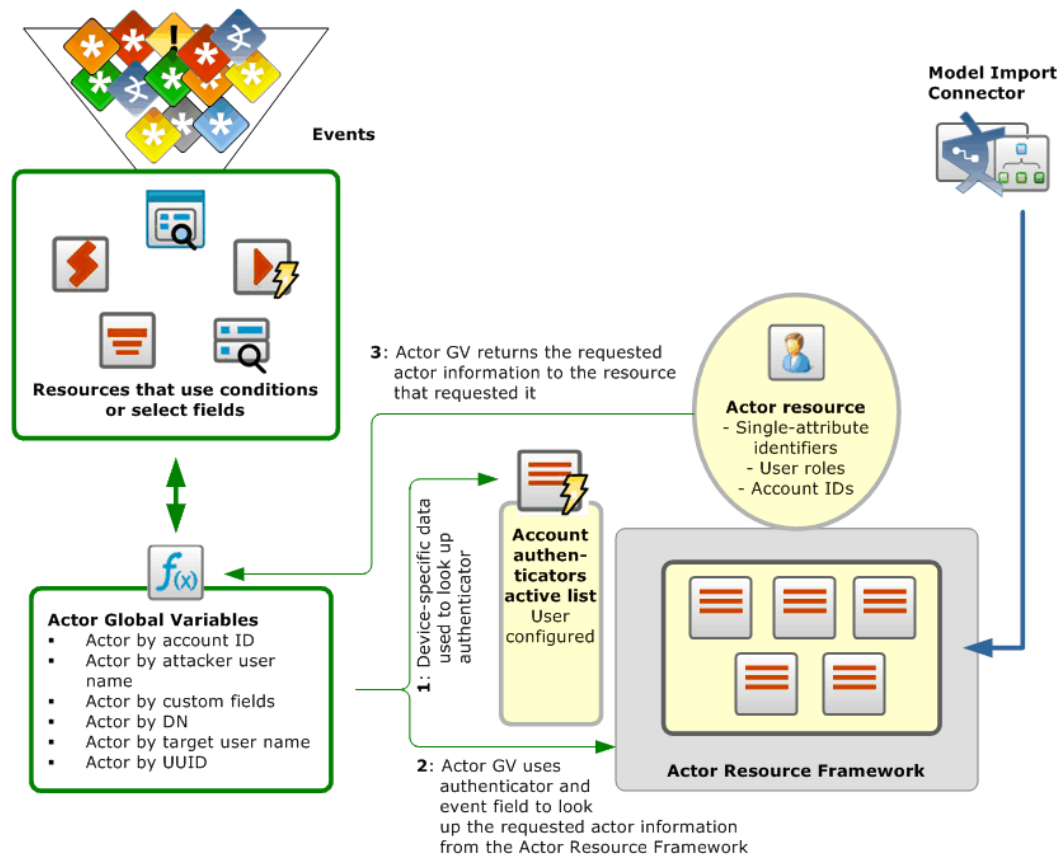 Events
Model Import
Connector
Resources that use conditions
or select fields
3: Actor GV returns the requested
actor information to the resource
that requested it
Actor resource
- Single-attribute
identifiers
- User roles
- Account IDs
1: Device-specific data
used to look up
authenticator
Account
authen-
ticators
active list
User
configured
f(x)
Actor Global Variables
▪ Actor by account ID
▪ Actor by attacker user
name
▪ Actor by custom fields
▪ Actor by DN
▪ Actor by target user name
▪ Actor by UUID
Actor Resource Framework
2: Actor GV uses
authenticator and
event field to look
up the requested actor information
from the Actor Resource Framework